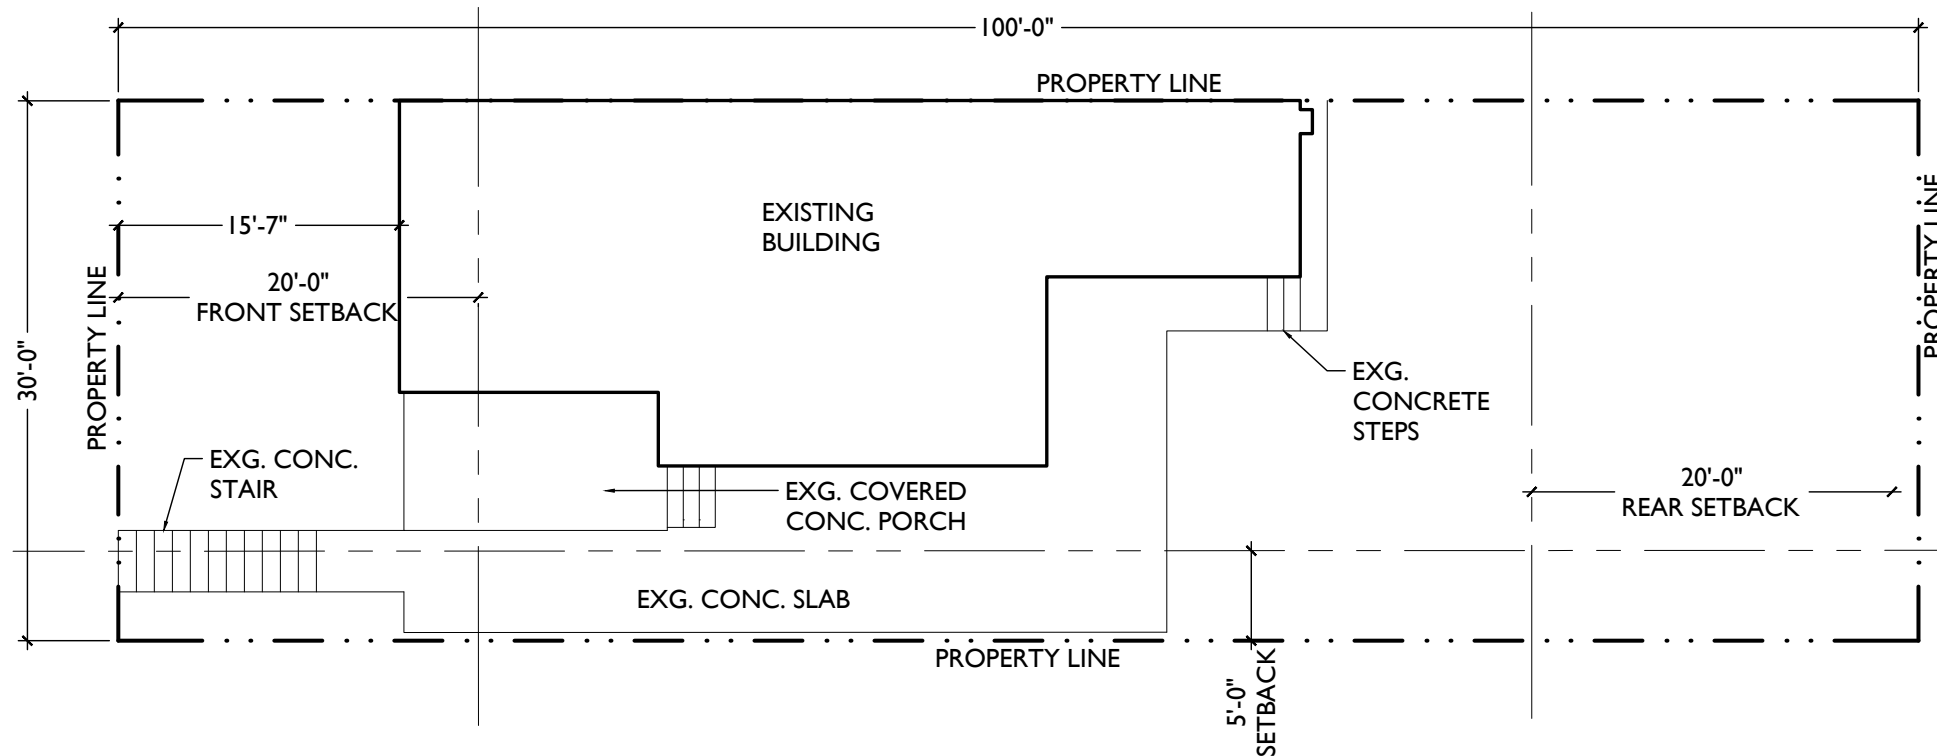 100'-0"
PROPERTY LINE
15'-7"
EXISTING
BUILDING
20'-0"
FRONT SETBACK
PROPERTY LINE
30'-0"
PROPERTY LINE
EXG.
CONCRETE
STEPS
EXG. CONC.
STAIR
EXG. COVERED
CONC. PORCH
20'-0"
REAR SETBACK
EXG. CONC. SLAB
PROPERTY LINE
5'-0"
SETBACK